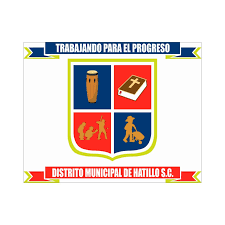 TRABAJANDO PARA EL PROGRESO
DISTRITO MUNICIPAL DE HATILLO S.C.